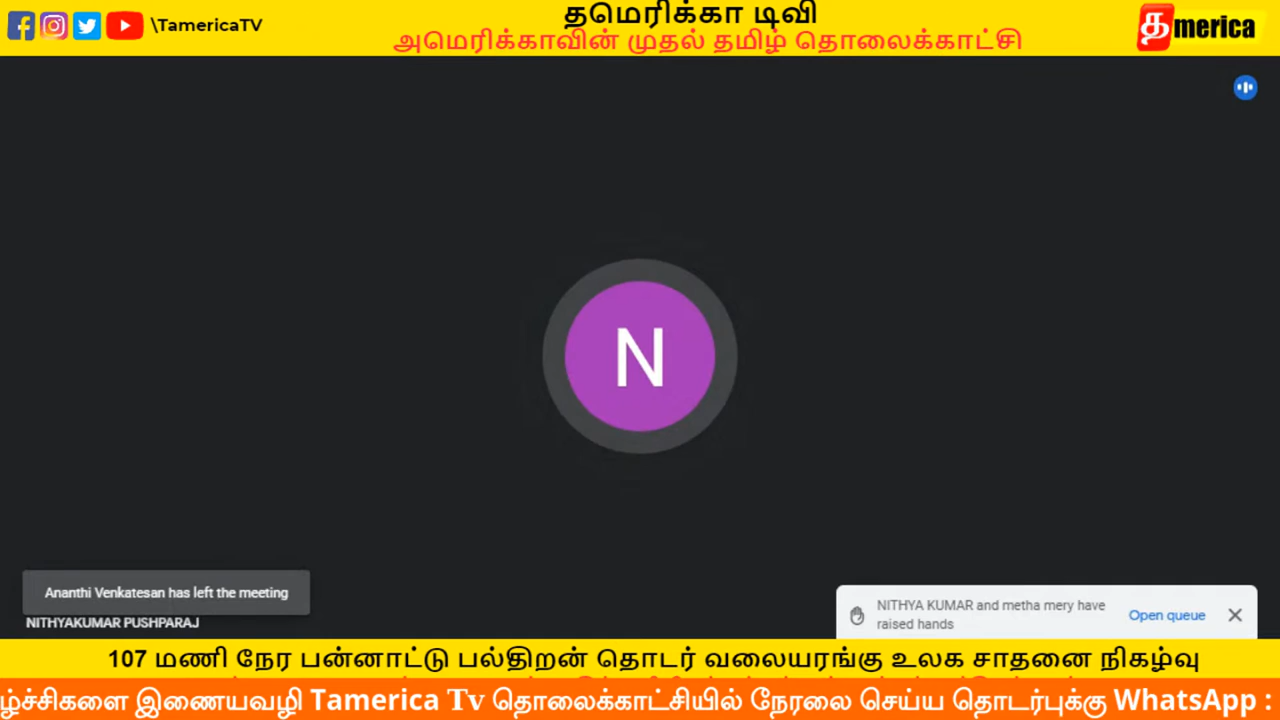 \TamericaTV
தமெரிக்கா டிவி
அமெரிக்காவின் முதல் தமிழ் தொலைக்காட்சி
தmerica
N
Ananthi Venkatesan has left the meeting
NITHYAKUMAR PUSHPARAJ
NITHYA KUMAR and metha mery have
raised hands
Open queue
107 மணி நேர பன்னாட்டு பல்திறன் தொடர் வலையரங்கு உலக சாதனை நிகழ்வு
ழ்ச்சிகளை இணையவழி Tamerica Tv தொலைக்காட்சியில் நேரலை செய்ய தொடர்புக்கு WhatsApp :